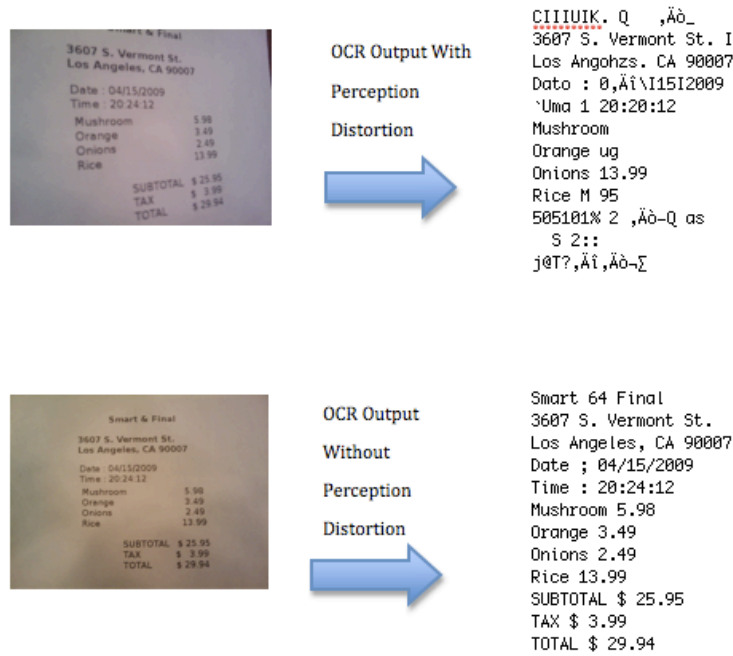 mart & Final
3607 S. Vermont St.
Los Angeles, CA 90007
Date : 04/15/2009
Time : 20:24:12
Mushroom 5.98
Orange 3.49
Onions 2.49
Rice 13.99
SUBTOTAL $ 25.95
TAX $ 3.99
TOTAL $ 29.94
OCR Output With
Perception
Distortion
CIIIUIK. Q ,Äò_
3607 S. Vermont St. I
Los Angohzs. CA 90007
Dato : 0,Äî\I15I2009
`Uma 1 20:20:12
Mushroom
Orange ug
Onions 13.99
Rice M 95
505101% 2 ,Äò–Q as
S 2::
j@T?,Äî,Äò¬∑
Smart & Final
3607 S. Vermont St.
Los Angeles, CA 90007
Date : 04/15/2009
Time : 20:24:12
Mushroom 5.98
Orange 3.49
Onions 2.49
Rice 13.99
SUBTOTAL $ 25.95
TAX $ 3.99
TOTAL $ 29.94
OCR Output
Without
Perception
Distortion
Smart 64 Final
3607 S. Vermont St.
Los Angeles, CA 90007
Date ; 04/15/2009
Time : 20:24:12
Mushroom 5.98
Orange 3.49
Onions 2.49
Rice 13.99
SUBTOTAL $ 25.95
TAX $ 3.99
TOTAL $ 29.94